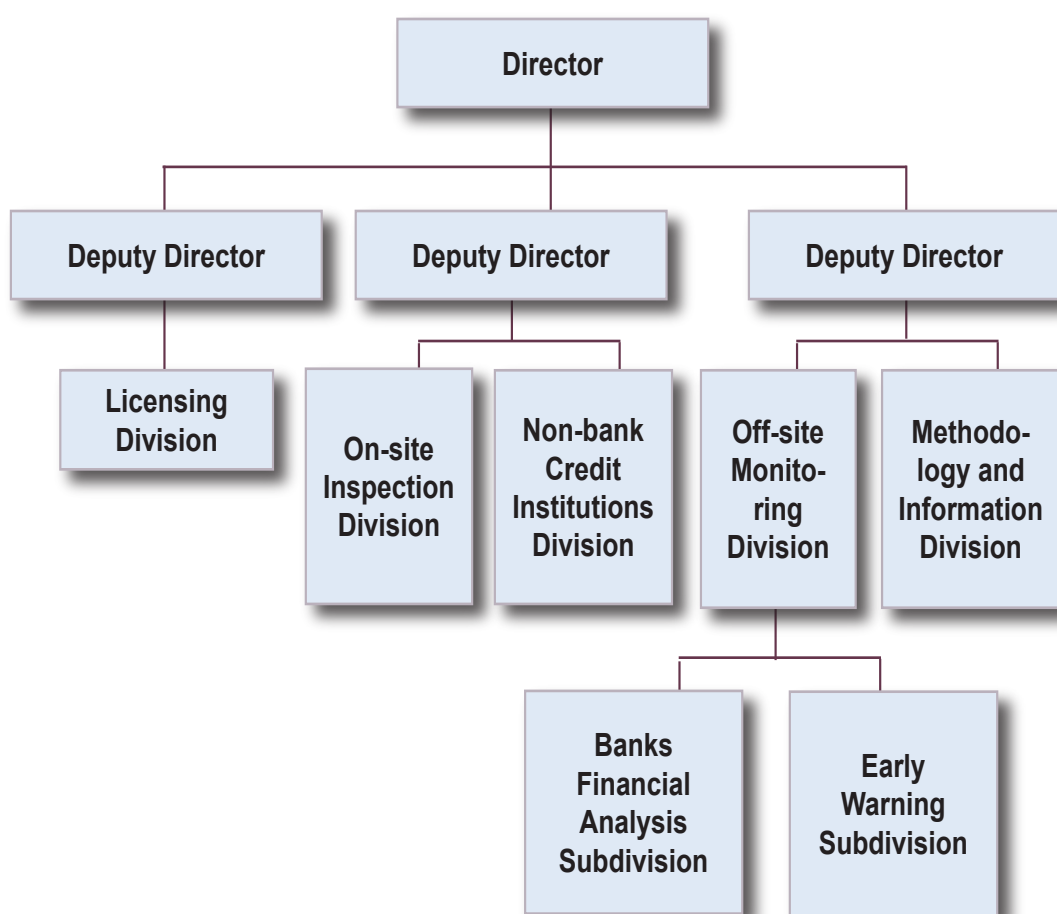 Director
Deputy Director
Deputy Director
Deputy Director
Licensing
Division
On-site
Inspection
Division
Non-bank
Credit
Institutions
Division
Off-site
Monito-
ring
Division
Methodo-
logy and
Information
Division
Banks
Financial
Analysis
Subdivision
Early
Warning
Subdivision